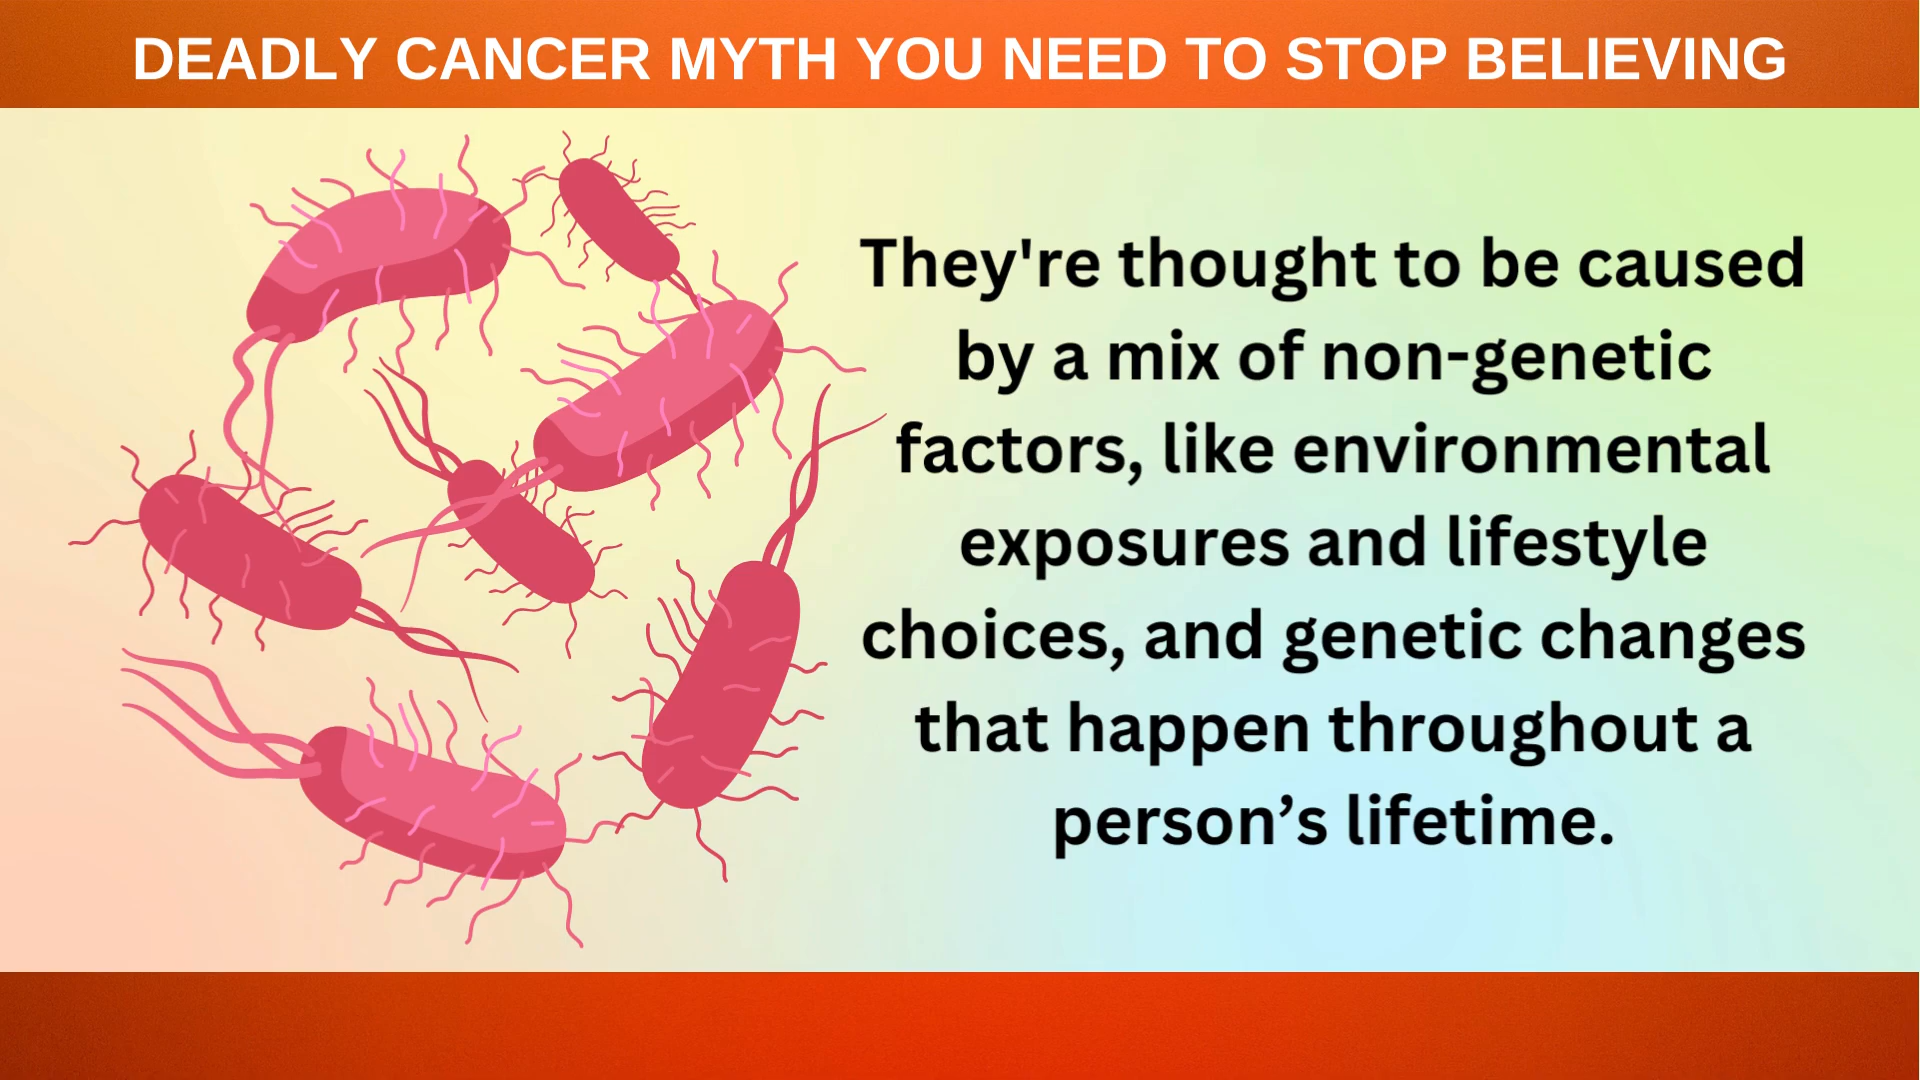 DEADLY CANCER MYTH YOU NEED TO STOP BELIEVING
They're thought to be caused
by a mix of non-genetic
factors, like environmental
exposures and lifestyle
choices, and genetic changes
that happen throughout a
person’s lifetime.